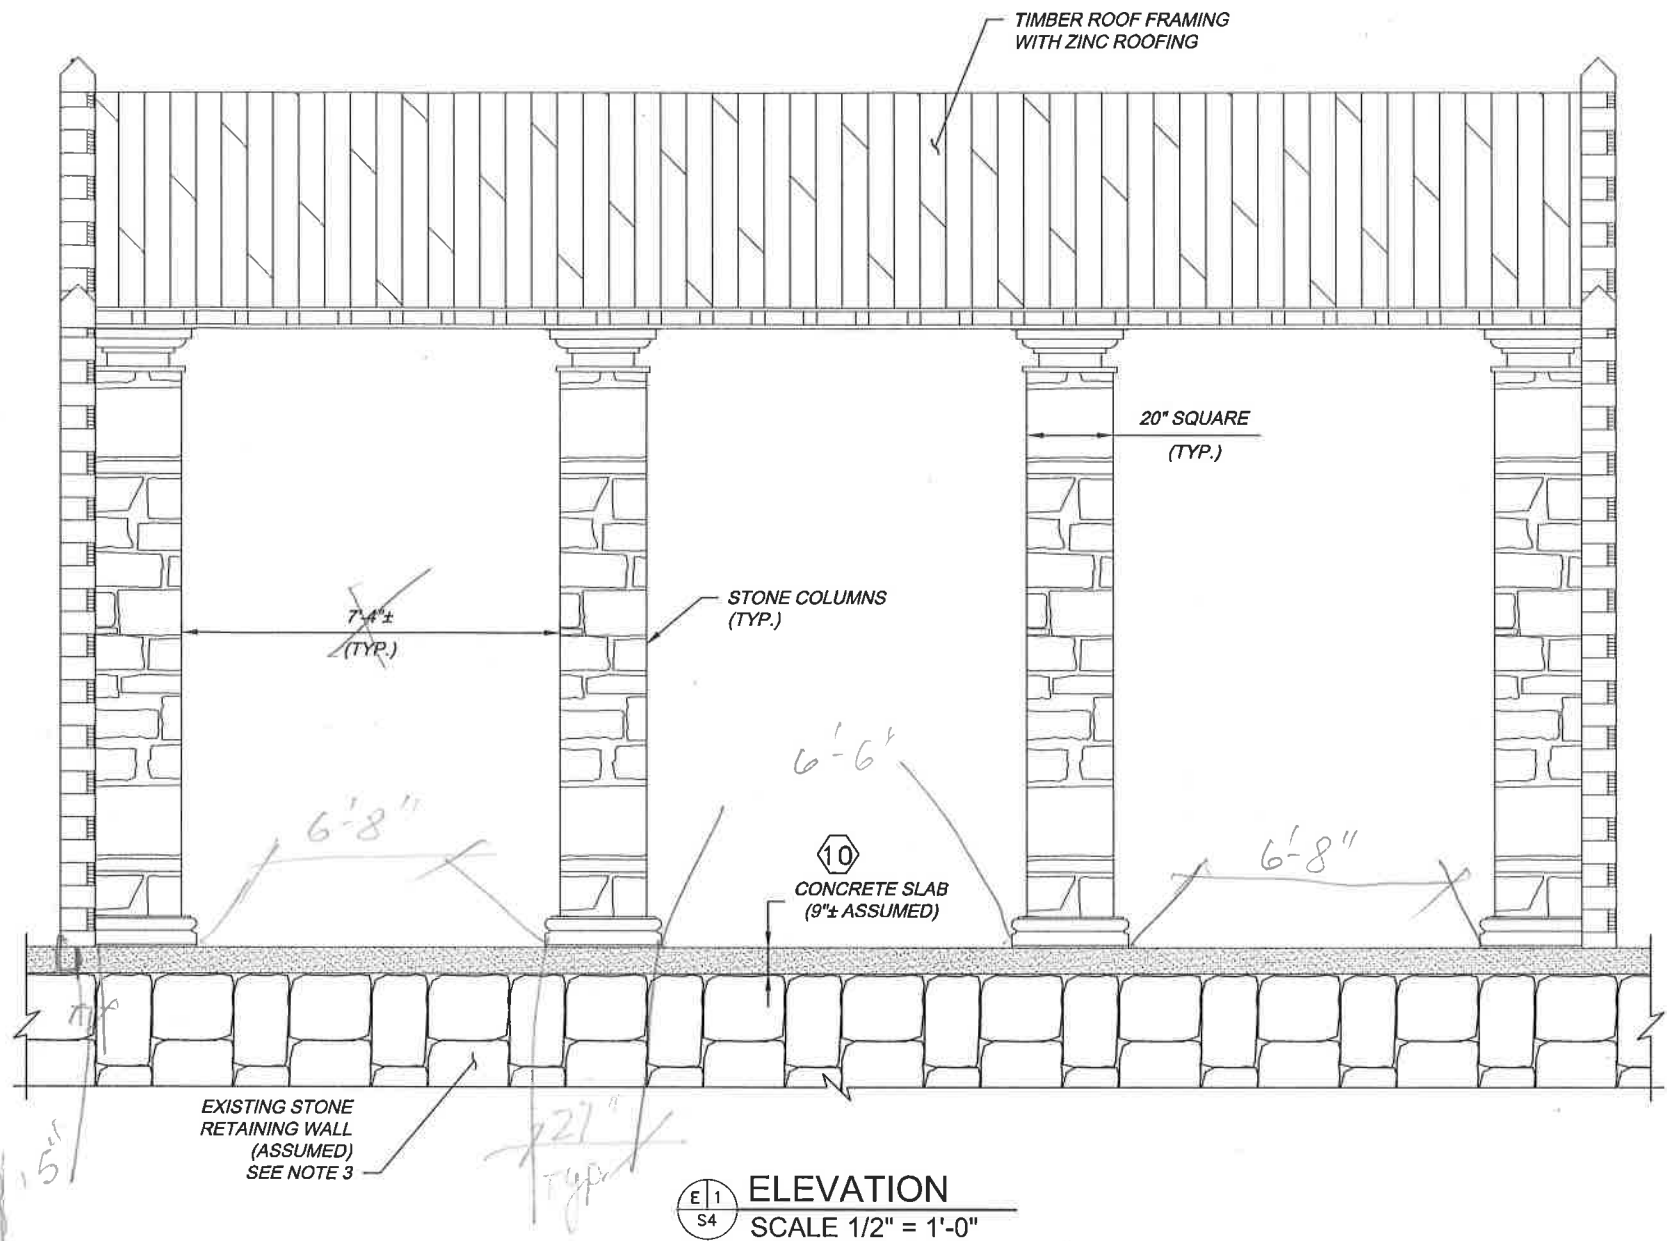 TIMBER ROOF FRAMING
WITH ZINC ROOFING
20" SQUARE
(TYP.)
7'-4"±
(TYP.)
STONE COLUMNS
(TYP.)
6'-6"
6'-8"
6'-8"
10
CONCRETE SLAB
(9"± ASSUMED)
EXISTING STONE
RETAINING WALL
(ASSUMED)
SEE NOTE 3
27"
Typ.
E 1
S4
ELEVATION
SCALE 1/2" = 1'-0"